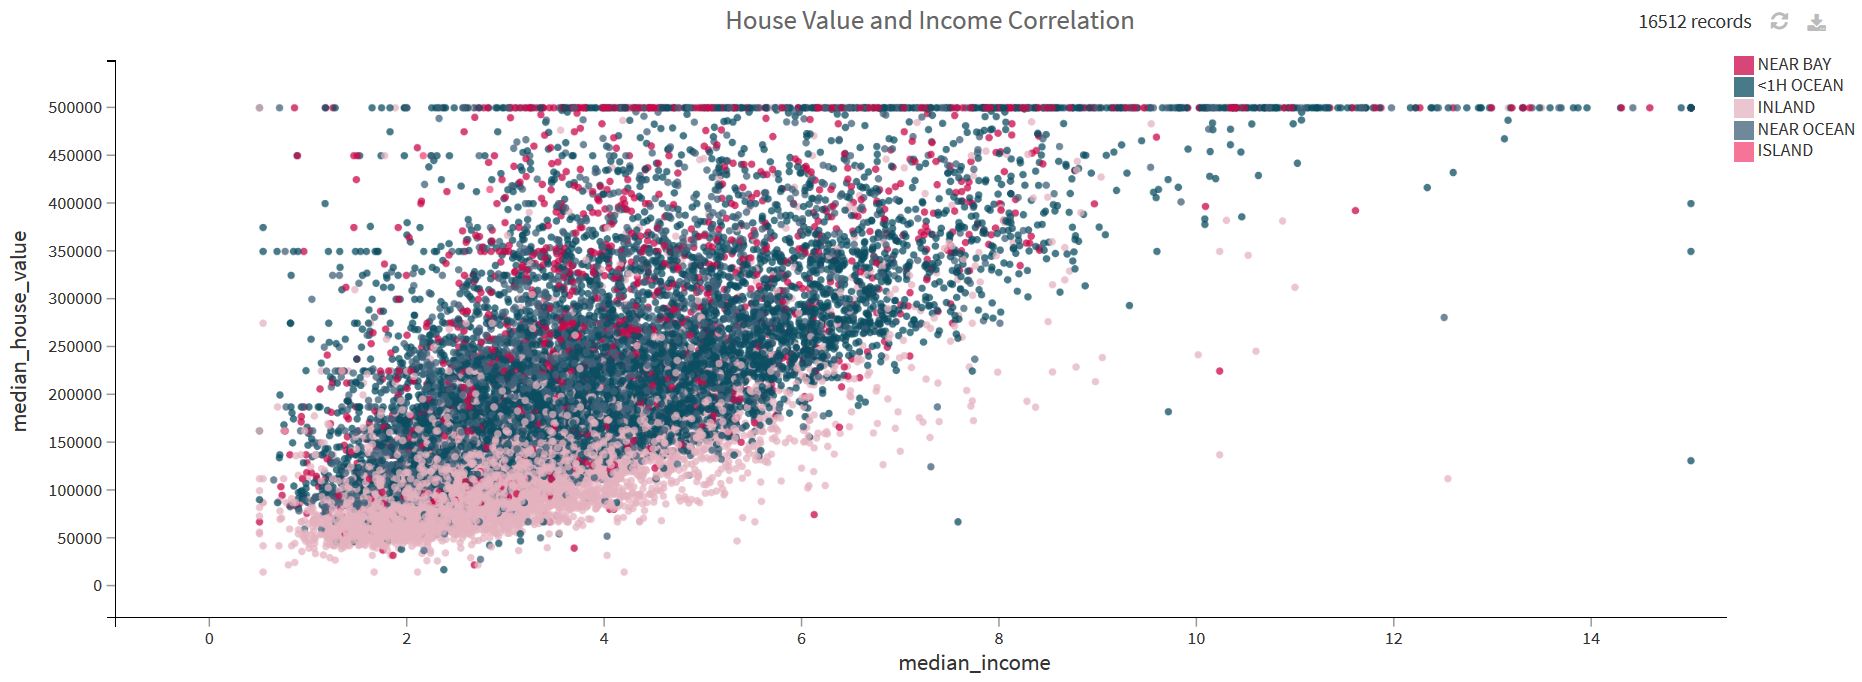 House Value and Income Correlation
16512 records
NEAR BAY
<1H OCEAN
INLAND
NEAR OCEAN
ISLAND
median_house_value
500000
450000
400000
350000
300000
250000
200000
150000
100000
50000
0
0 2 4 6 8 10 12 14
median_income